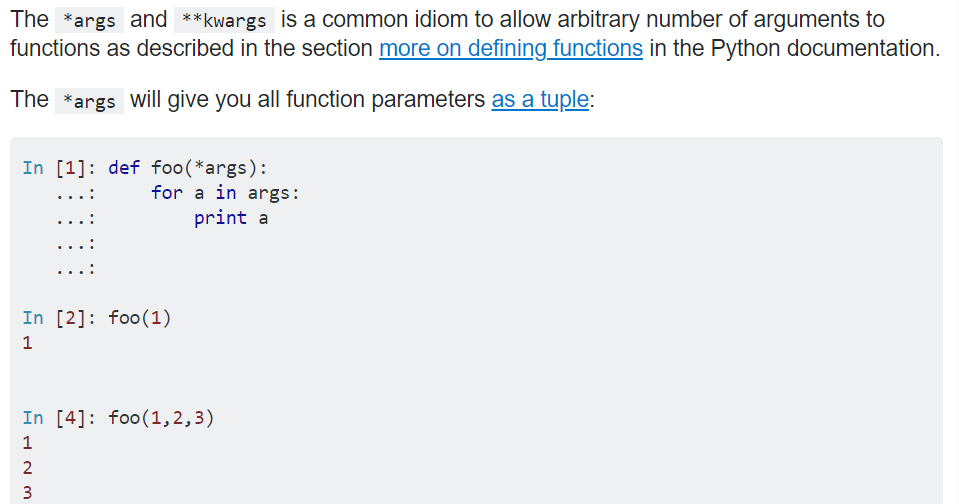 The *args and **kwargs is a common idiom to allow arbitrary number of arguments to
functions as described in the section more on defining functions in the Python documentation.
The *args will give you all function parameters as a tuple:
In [1]: def foo(*args):
   ...:     for a in args:
   ...:         print a
   ...:
   ...:
In [2]: foo(1)
1
In [4]: foo(1,2,3)
1
2
3